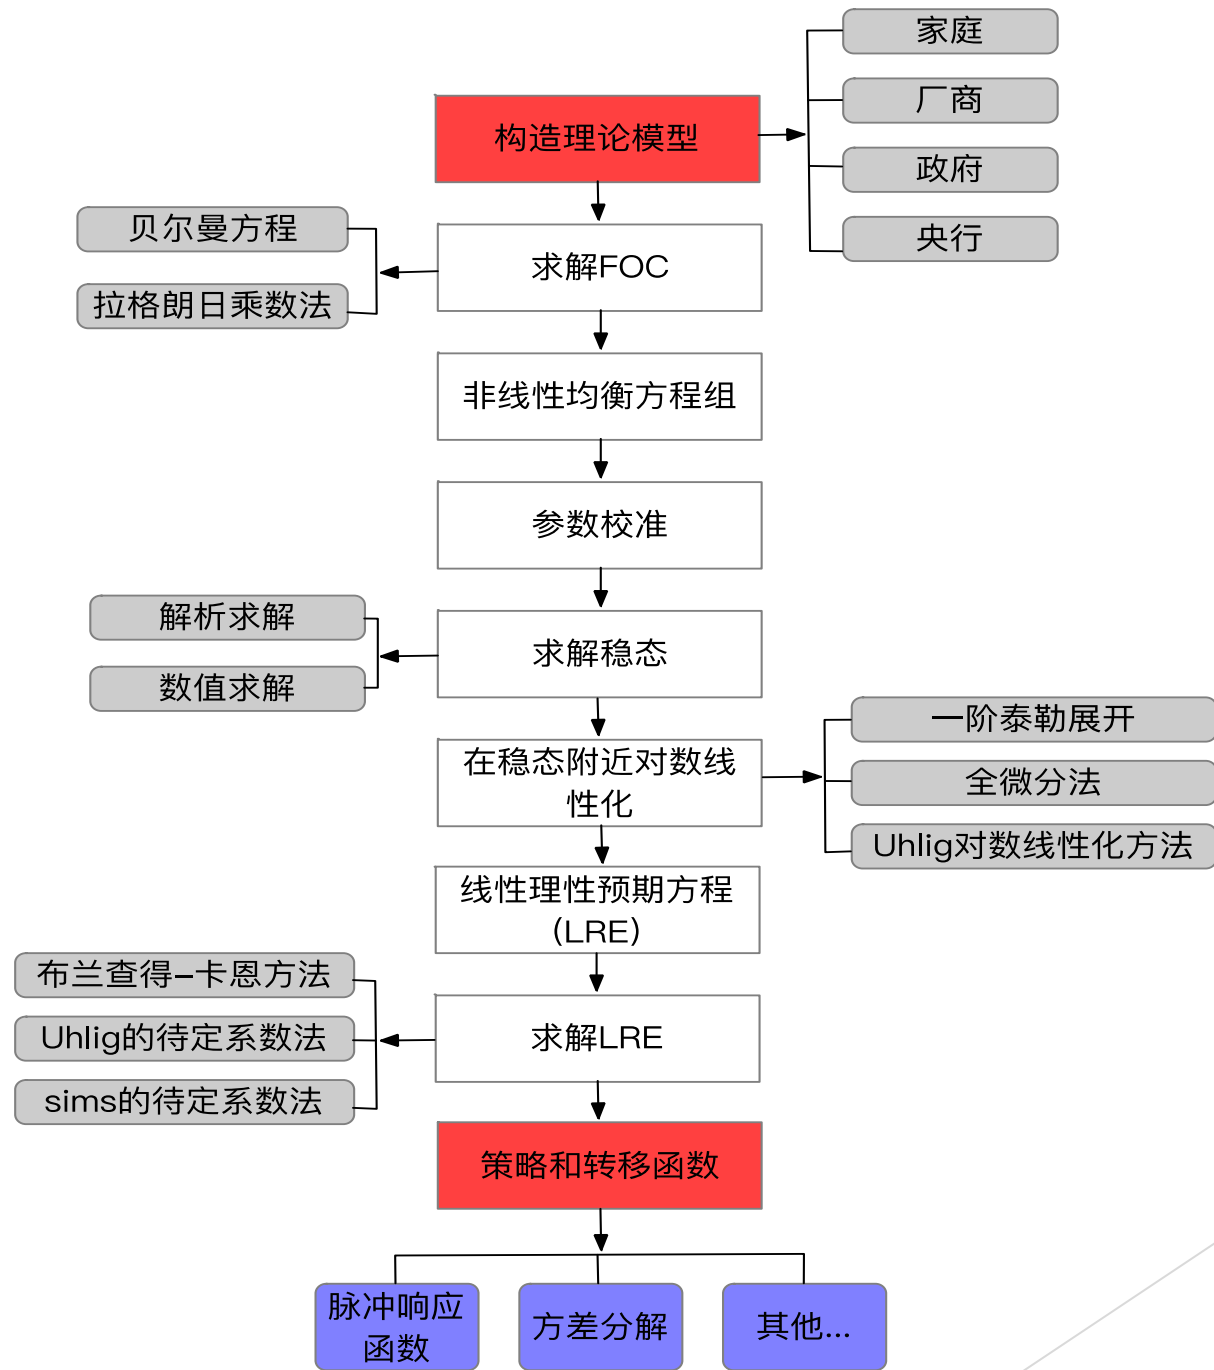 家庭
厂商
构造理论模型
政府
央行
贝尔曼方程
求解FOC
拉格朗日乘数法
非线性均衡方程组
参数校准
解析求解
求解稳态
数值求解
一阶泰勒展开
在稳态附近对数线
性化
全微分法
Uhlig对数线性化方法
线性理性预期方程
(LRE)
布兰查得-卡恩方法
Uhlig的待定系数法
求解LRE
sims的待定系数法
策略和转移函数
脉冲响应
函数
方差分解
其他...